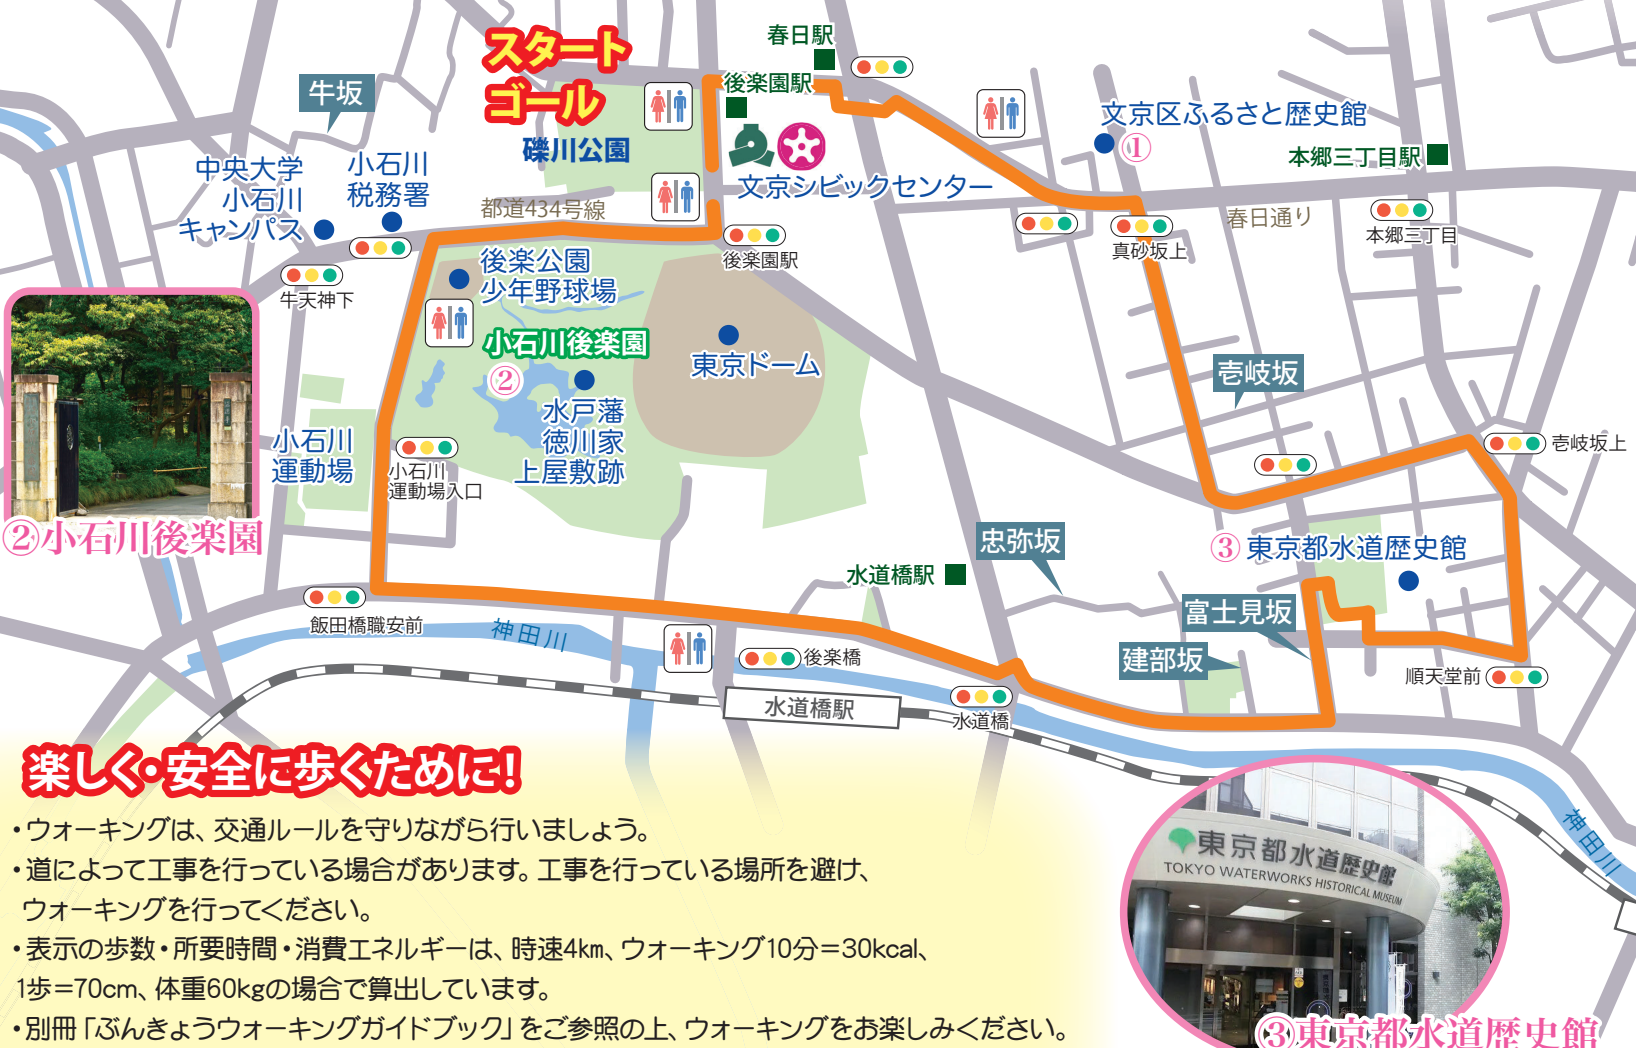 スタート
ゴール
礫川公園
春日駅
後楽園駅
文京シビックセンター
文京区ふるさと歴史館
①
本郷三丁目駅
牛坂
中央大学
小石川
キャンパス
小石川
税務署
都道434号線
春日通り
本郷三丁目
真砂坂上
後楽園駅
牛天神下
後楽公園
少年野球場
小石川後楽園
②
水戸藩
徳川家
上屋敷跡
東京ドーム
壱岐坂
壱岐坂上
小石川
運動場
小石川
運動場入口
②小石川後楽園
忠弥坂
水道橋駅
③東京都水道歴史館
富士見坂
建部坂
順天堂前
飯田橋職安前
神田川
後楽橋
水道橋駅
水道橋
神田川
楽しく・安全に歩くために!
・ウォーキングは、交通ルールを守りながら行いましょう。
・道によって工事を行っている場合があります。工事を行っている場所を避け、
ウォーキングを行ってください。
・表示の歩数・所要時間・消費エネルギーは、時速4km、ウォーキング10分＝30kcal、
1歩＝70cm、体重60kgの場合で算出しています。
・別冊「ぶんきょうウォーキングガイドブック」をご参照の上、ウォーキングをお楽しみください。
東京都水道歴史館
TOKYO WATERWORKS HISTORICAL MUSEUM
③東京都水道歴史館